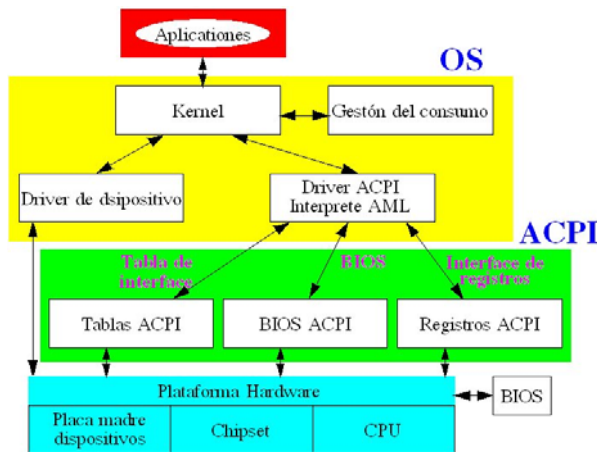 Aplicationes
OS
Kernel
Gestón del consumo
Driver de dsipositivo
Driver ACPI
Interprete AML
ACPI
Tabla de
interface
BIOS
Interface de
registros
Tablas ACPI
BIOS ACPI
Registros ACPI
Plataforma Hardware
BIOS
Placa madre
dispositivos
Chipset
CPU